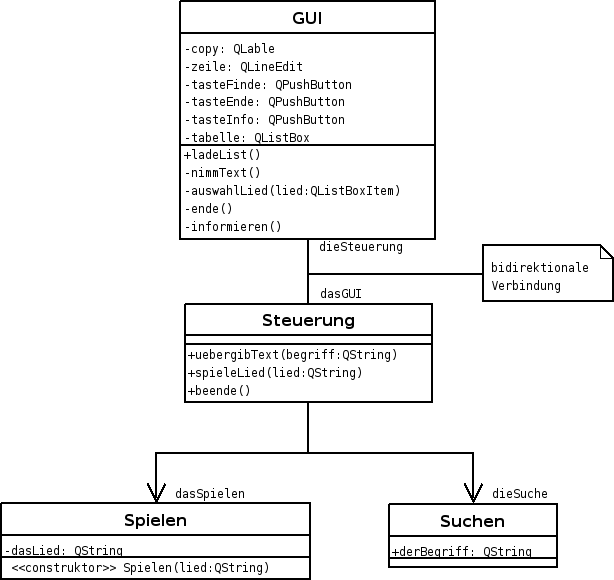 GUI
-copy: QLable
-zeile: QLineEdit
-tasteFinde: QPushButton
-tasteEnde: QPushButton
-tasteInfo: QPushButton
-tabelle: QListBox
+ladeList()
-nimmText()
-auswahlLied(lied:QListBoxItem)
-ende()
-informieren()
dieSteuerung
bidirektionale
Verbindung
dasGUI
Steuerung
+uebergibText(begriff:QString)
+spieleLied(lied:QString)
+beende()
dasSpielen
dieSuche
Spielen
-dasLied: QString
<<construktor>> Spielen(lied:QString)
Suchen
+derBegriff: QString